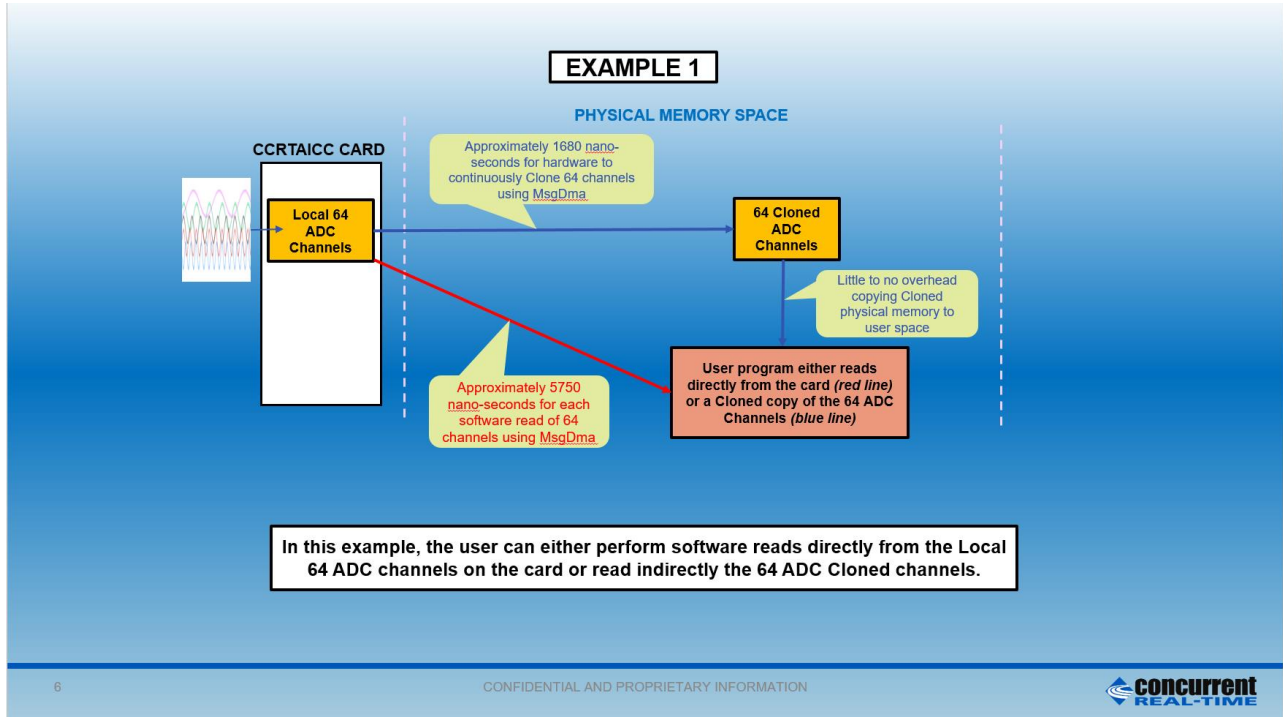 EXAMPLE 1
PHYSICAL MEMORY SPACE
CCRTAICC CARD
Approximately 1680 nano-
seconds for hardware to
continuously Clone 64 channels
using MsgDma
Local 64
ADC
Channels
64 Cloned
ADC
Channels
Little to no overhead
copying Cloned
physical memory to
user space
User program either reads
directly from the card (red line)
or a Cloned copy of the 64 ADC
Channels (blue line)
Approximately 5750
nano-seconds for each
software read of 64
channels using MsgDma
In this example, the user can either perform software reads directly from the Local
64 ADC channels on the card or read indirectly the 64 ADC Cloned channels.
6
CONFIDENTIAL AND PROPRIETARY INFORMATION
concurrent
REAL-TIME